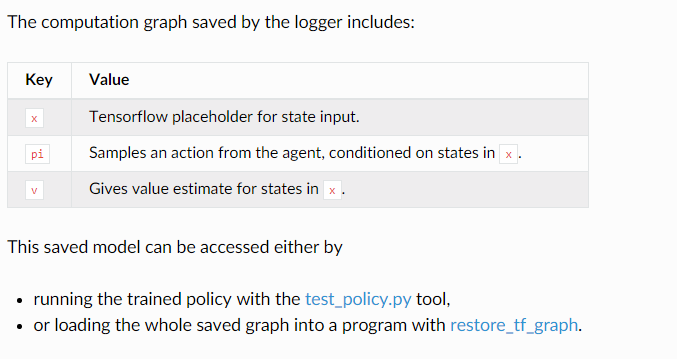 The computation graph saved by the logger includes:
Key Value
x Tensorflow placeholder for state input.
pi Samples an action from the agent, conditioned on states in x .
v Gives value estimate for states in x .
This saved model can be accessed either by
• running the trained policy with the test_policy.py tool,
• or loading the whole saved graph into a program with restore_tf_graph.